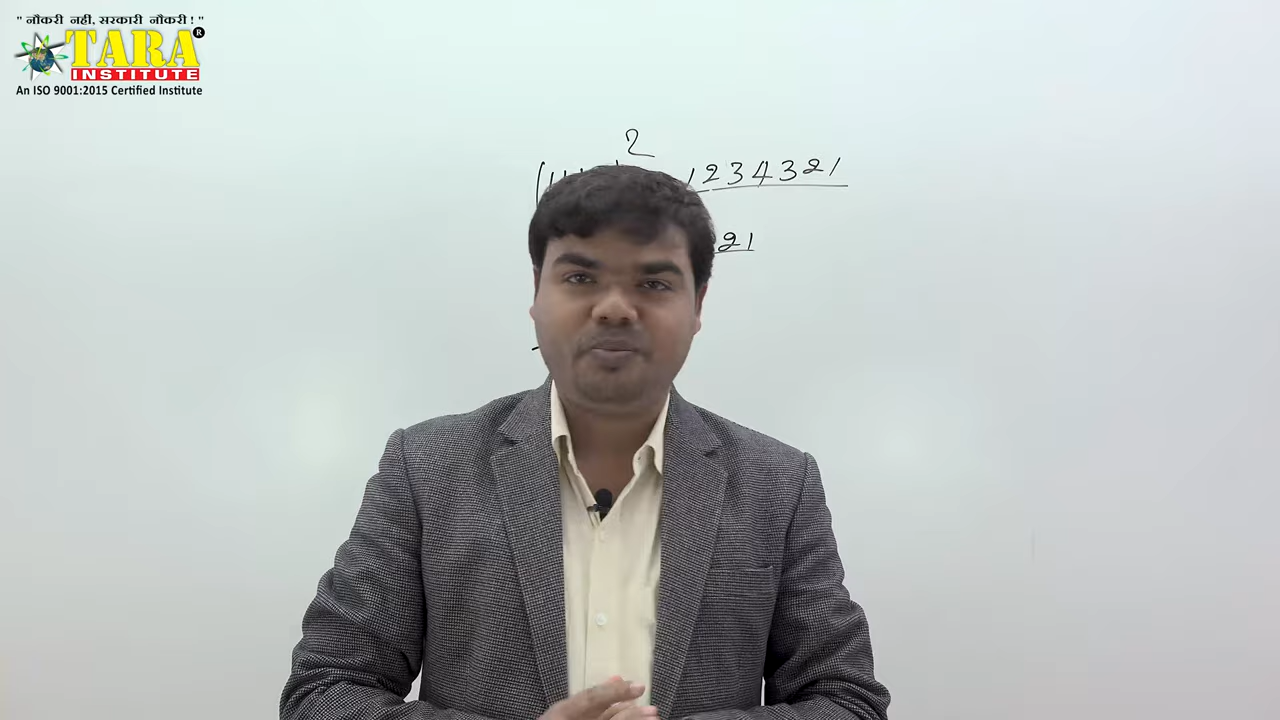 " नौकरी नहीं, सरकारी नौकरी ! "
TARA ®
INSTITUTE
An ISO 9001:2015 Certified Institute
2
1234321
21